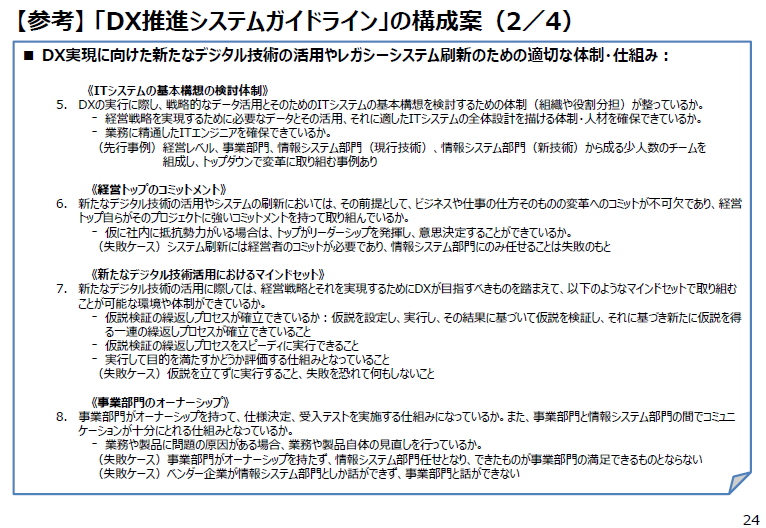 【参考】「DX推進システムガイドライン」の構成案（2／4）
■ DX実現に向けた新たなデジタル技術の活用やレガシーシステム刷新のための適切な体制・仕組み：
《ITシステムの基本構想の検討体制》
5. DXの実行に際し、戦略的なデータ活用とそのためのITシステムの基本構想を検討するための体制（組織や役割分担）が整っているか。
- 経営戦略を実現するために必要なデータとその活用、それに適したITシステムの全体設計を描ける体制・人材を確保できているか。
- 業務に精通したITエンジニアを確保できているか。
（先行事例）経営レベル、事業部門、情報システム部門（現行技術）、情報システム部門（新技術）から成る少人数のチームを
組成し、トップダウンで変革に取り組む事例あり
《経営トップのコミットメント》
6. 新たなデジタル技術の活用やシステムの刷新においては、その前提として、ビジネスや仕事の仕方そのものの変革へのコミットが不可欠であり、経営
トップ自らがそのプロジェクトに強いコミットメントを持って取り組んでいるか。
- 仮に社内に抵抗勢力がいる場合は、トップがリーダーシップを発揮し、意思決定することができているか。
（失敗ケース）システム刷新には経営者のコミットが必要であり、情報システム部門にのみ任せることは失敗のもと
《新たなデジタル技術活用におけるマインドセット》
7. 新たなデジタル技術の活用に際しては、経営戦略とそれを実現するためにDXが目指すべきものを踏まえて、以下のようなマインドセットで取り組む
ことが可能な環境や体制ができているか。
- 仮説検証の繰返しプロセスが確立できているか：仮説を設定し、実行し、その結果に基づいて仮説を検証し、それに基づき新たに仮説を得
る一連の繰返しプロセスが確立できていること
- 仮説検証の繰返しプロセスをスピーディに実行できること
- 実行して目的を満たすかどうか評価する仕組みとなっていること
（失敗ケース）仮説を立てずに実行すること、失敗を恐れて何もしないこと
《事業部門のオーナーシップ》
8. 事業部門がオーナーシップを持って、仕様決定、受入テストを実施する仕組みになっているか。また、事業部門と情報システム部門の間でコミュニ
ケーションが十分にとれる仕組みとなっているか。
- 業務や製品に問題の原因がある場合、業務や製品自体の見直しを行っているか。
（失敗ケース）事業部門がオーナーシップを持たず、情報システム部門任せとなり、できたものが事業部門の満足できるものとならない
（失敗ケース）ベンダー企業が情報システム部門としか話ができず、事業部門と話ができない
24